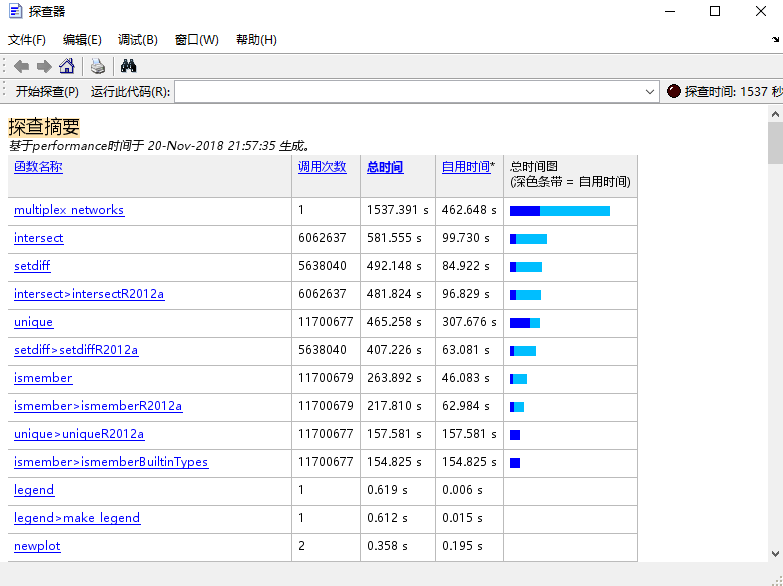 探查器
文件(F) 编辑(E) 调试(B) 窗口(W) 帮助(H)
开始探查(P) 运行此代码(R): 探查时间: 1537 秒
探查摘要
基于performance时间于 20-Nov-2018 21:57:35 生成。
函数名称 调用次数 总时间 自用时间* 总时间图
(深色条带 = 自用时间)
multiplex networks 1 1537.391 s 462.648 s
intersect 6062637 581.555 s 99.730 s
setdiff 5638040 492.148 s 84.922 s
intersect>intersectR2012a 6062637 481.824 s 96.829 s
unique 11700677 465.258 s 307.676 s
setdiff>setdiffR2012a 5638040 407.226 s 63.081 s
ismember 11700679 263.892 s 46.083 s
ismember>ismemberR2012a 11700679 217.810 s 62.984 s
unique>uniqueR2012a 11700677 157.581 s 157.581 s
ismember>ismemberBuiltinTypes 11700677 154.825 s 154.825 s
legend 1 0.619 s 0.006 s
legend>make legend 1 0.612 s 0.015 s
newplot 2 0.358 s 0.195 s